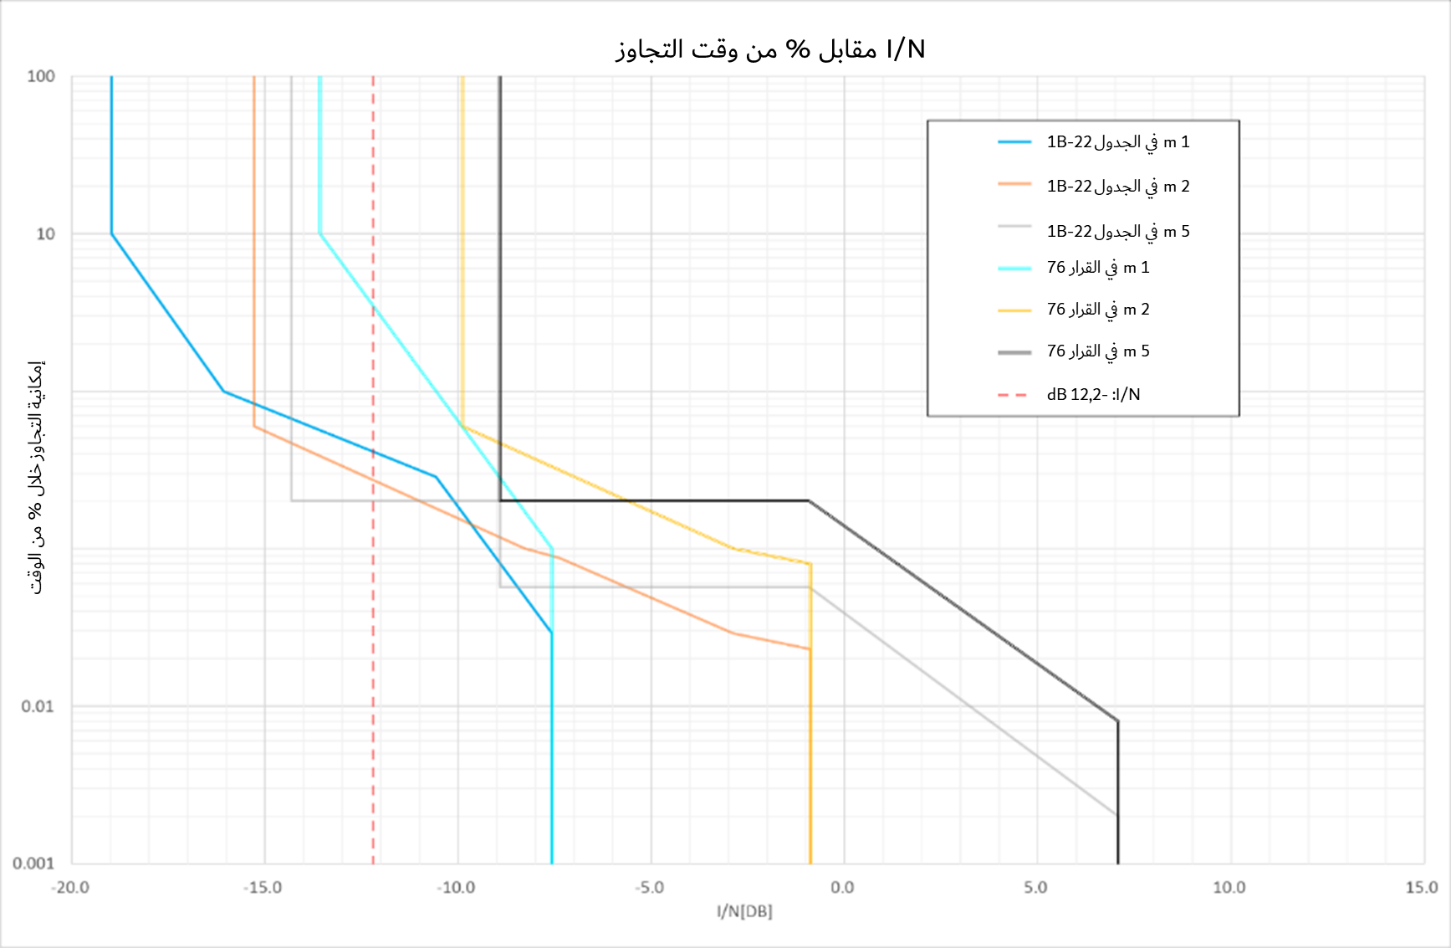 I/N مقابل % من وقت التجاوز
100
10
0.01
0.001
إمكانية التجاوز خلال % من الوقت
1 m في الجدول 22-1B
2 m في الجدول 22-1B
5 m في الجدول 22-1B
1 m في القرار 76
2 m في القرار 76
5 m في القرار 76
I/N: -12,2 dB
-20.0 -15.0 -10.0 -5.0 0.0 5.0 10.0 15.0
I/N[DB]